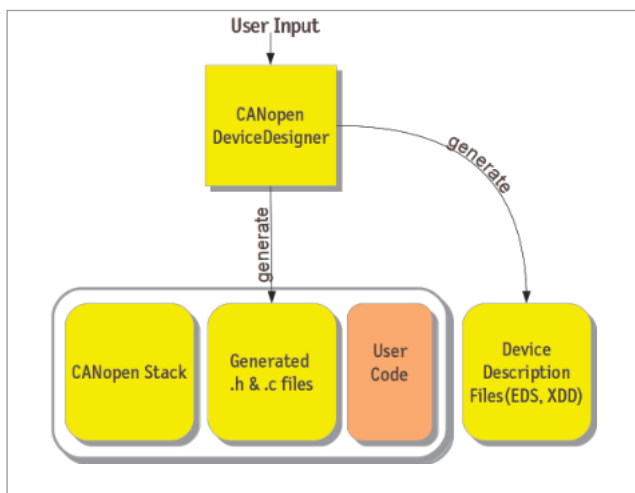 User Input
CANopen
DeviceDesigner
generate
generate
CANopen Stack
Generated
.h & .c files
User
Code
Device
Description
Files(EDS, XDD)